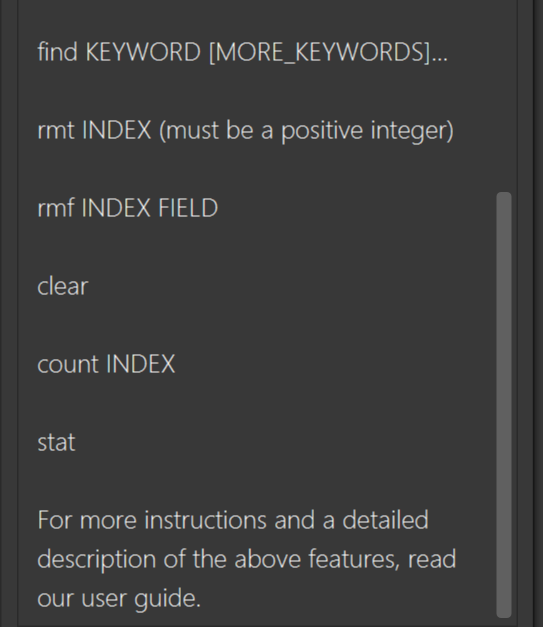 find KEYWORD [MORE_KEYWORDS]...
rmt INDEX (must be a positive integer)
rmf INDEX FIELD
clear
count INDEX
stat
For more instructions and a detailed
description of the above features, read
our user guide.